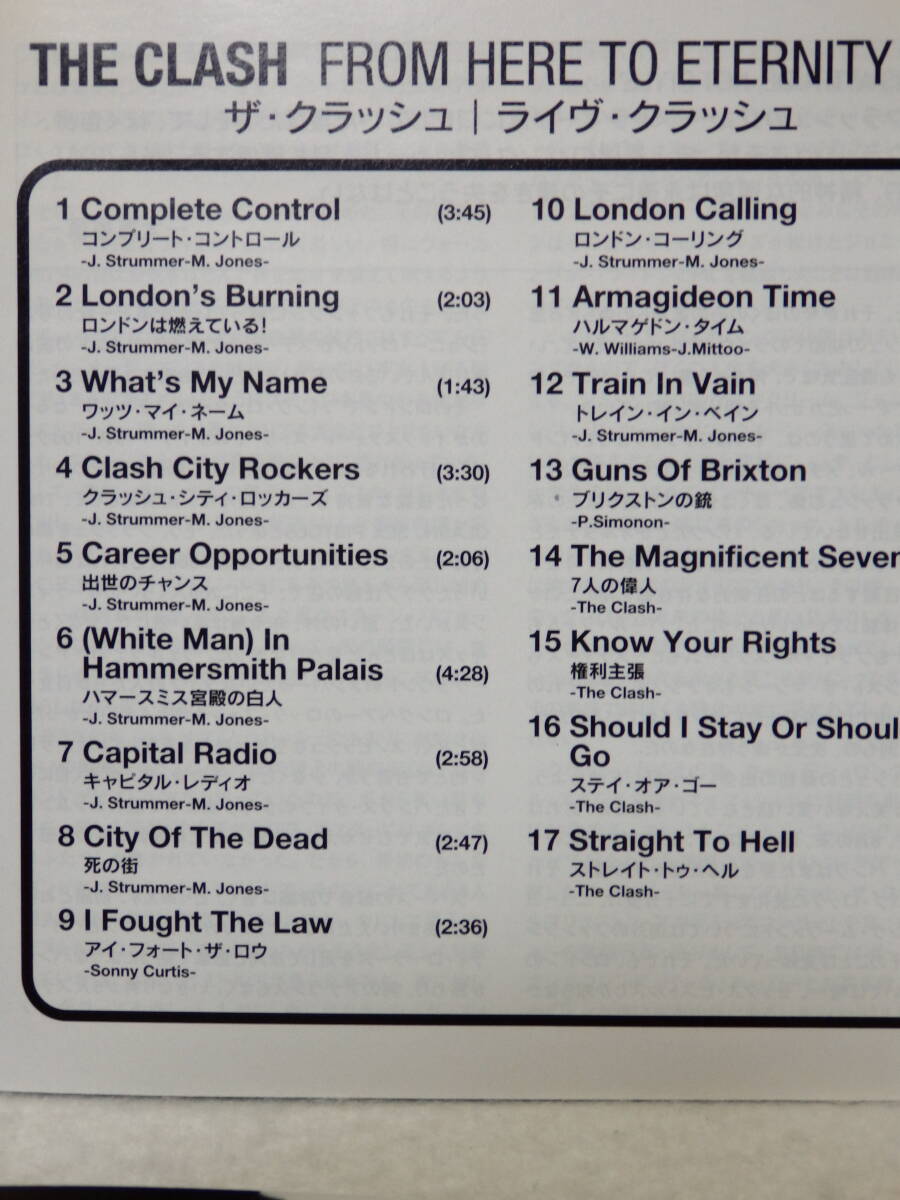 THE CLASH FROM HERE TO ETERNITY
ザ・クラッシュ｜ライヴ・クラッシュ
1 Complete Control (3:45)
コンプリート・コントロール
-J. Strummer-M. Jones-
2 London's Burning (2:03)
ロンドンは燃えている!
-J. Strummer-M. Jones-
3 What's My Name (1:43)
ワッツ・マイ・ネーム
-J. Strummer-M. Jones-
4 Clash City Rockers (3:30)
クラッシュ・シティ・ロッカーズ
-J. Strummer-M. Jones-
5 Career Opportunities (2:06)
出世のチャンス
-J. Strummer-M. Jones-
6 (White Man) In
Hammersmith Palais (4:28)
ハマースミス宮殿の白人
-J. Strummer-M. Jones-
7 Capital Radio (2:58)
キャピタル・レディオ
-J. Strummer-M. Jones-
8 City Of The Dead (2:47)
死の街
-J. Strummer-M. Jones-
9 I Fought The Law (2:36)
アイ・フォート・ザ・ロウ
-Sonny Curtis-
10 London Calling
ロンドン・コーリング
-J. Strummer-M. Jones-
11 Armagideon Time
ハルマゲドン・タイム
-W. Williams-J.Mittoo-
12 Train In Vain
トレイン・イン・ベイン
-J. Strummer-M. Jones-
13 Guns Of Brixton
ブリクストンの銃
-P.Simonon-
14 The Magnificent Seven
7人の偉人
-The Clash-
15 Know Your Rights
権利主張
-The Clash-
16 Should I Stay Or Shoul
Go
ステイ・オア・ゴー
-The Clash-
17 Straight To Hell
ストレイト・トゥ・ヘル
-The Clash-